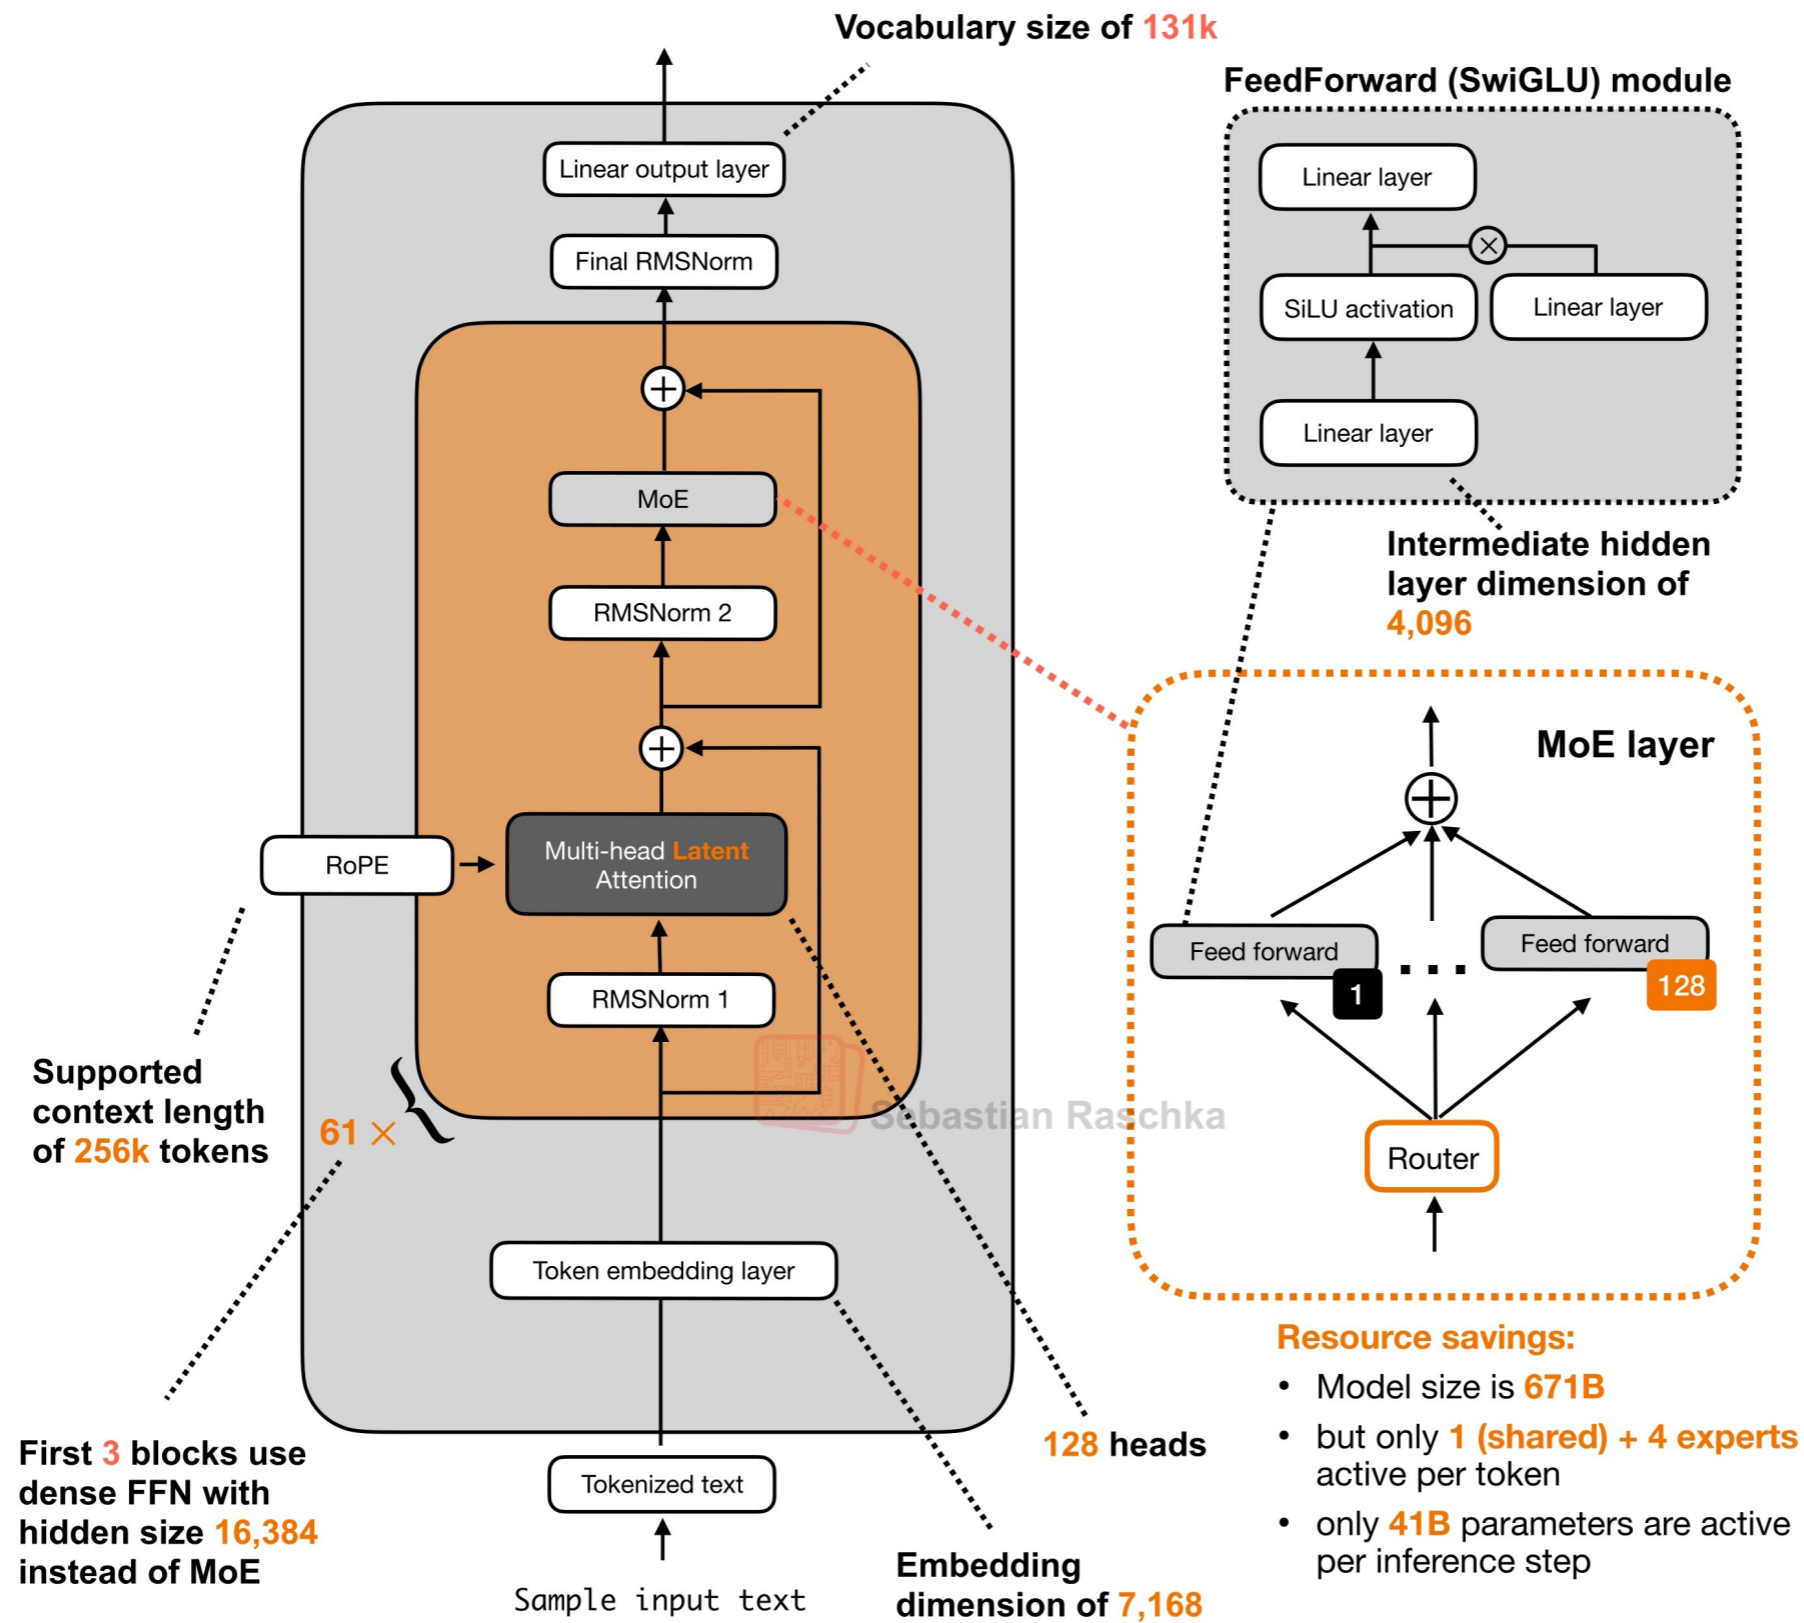 Vocabulary size of 131k
FeedForward (SwiGLU) module
Linear output layer
Linear layer
Final RMSNorm
SiLU activation
Linear layer
Linear layer
MoE
Intermediate hidden
layer dimension of
4,096
RMSNorm 2
MoE layer
RoPE
Multi-head Latent
Attention
Feed forward
1
...
Feed forward
128
RMSNorm 1
Router
Supported
context length
of 256k tokens
61 ×
Sebastian Raschka
Token embedding layer
Resource savings:
• Model size is 671B
• but only 1 (shared) + 4 experts
active per token
• only 41B parameters are active
per inference step
128 heads
First 3 blocks use
dense FFN with
hidden size 16,384
instead of MoE
Tokenized text
Embedding
dimension of 7,168
Sample input text